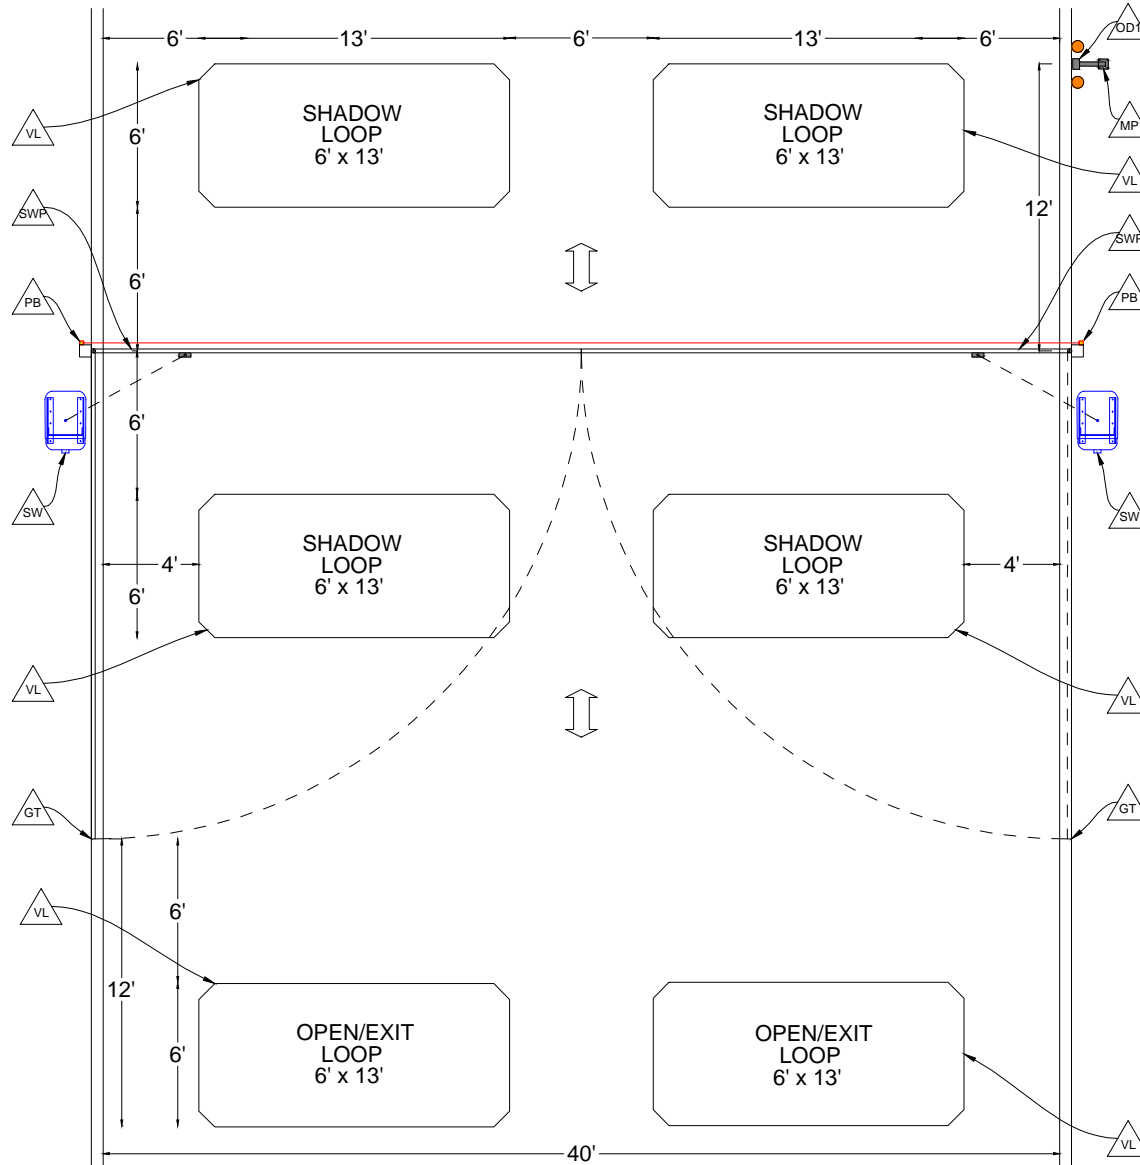 6' 13' 6' 13' 6'
OD1
VL
6'
SHADOW
LOOP
6' x 13'
SHADOW
LOOP
6' x 13'
MP
VL
SWP
12'
SWP
6'
PB
PB
6'
SW
SW
4'
SHADOW
LOOP
6' x 13'
SHADOW
LOOP
6' x 13'
4'
6'
VL
VL
GT
GT
VL
6'
12'
6'
OPEN/EXIT
LOOP
6' x 13'
OPEN/EXIT
LOOP
6' x 13'
VL
40'